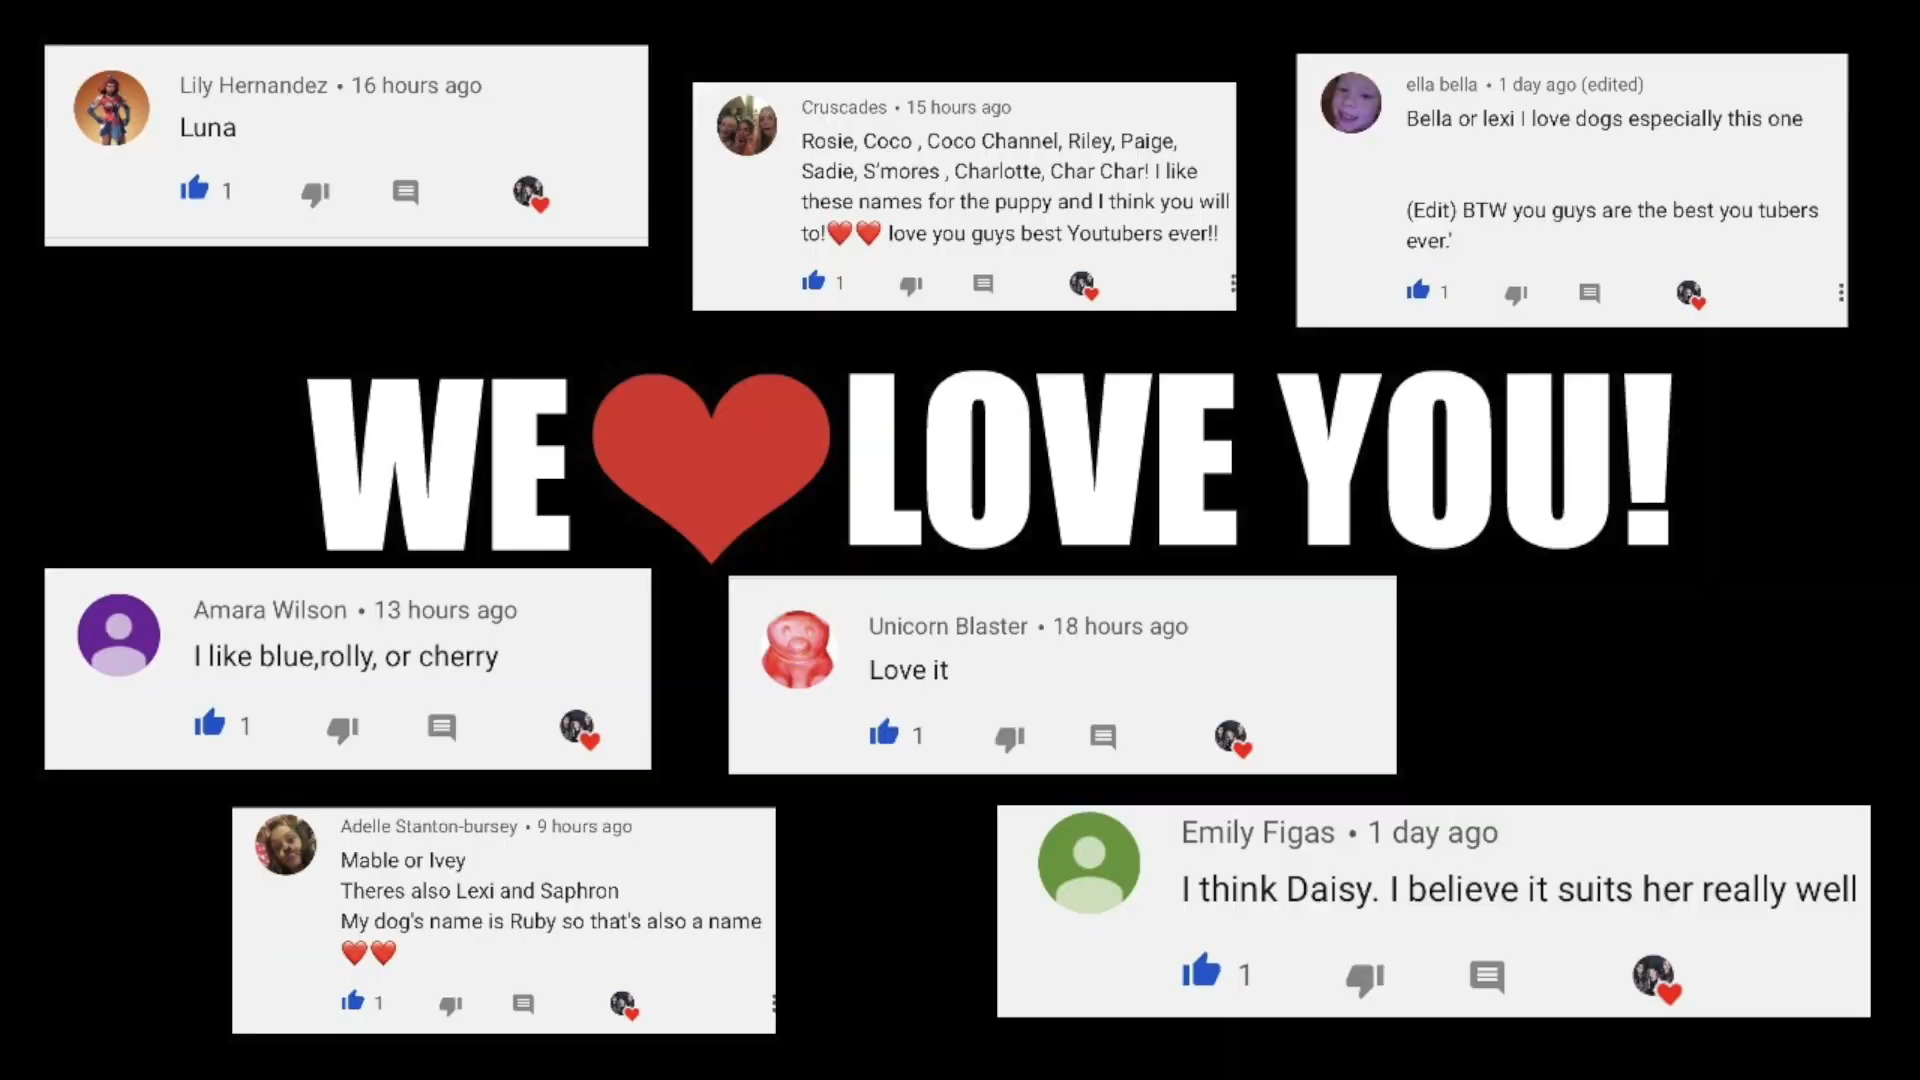 Lily Hernandez • 16 hours ago
Luna
1
Cruscades • 15 hours ago
Rosie, Coco , Coco Channel, Riley, Paige,
Sadie, S'mores , Charlotte, Char Char! I like
these names for the puppy and I think you will
to!❤️❤️ love you guys best Youtubers ever!!
1
ella bella • 1 day ago (edited)
Bella or lexi I love dogs especially this one
(Edit) BTW you guys are the best you tubers
ever.'
1
WE ❤️ LOVE YOU!
Amara Wilson • 13 hours ago
I like blue,rolly, or cherry
1
Unicorn Blaster • 18 hours ago
Love it
1
Adelle Stanton-bursey • 9 hours ago
Mable or Ivey
Theres also Lexi and Saphron
My dog's name is Ruby so that's also a name
❤️❤️
1
Emily Figas • 1 day ago
I think Daisy. I believe it suits her really well
1